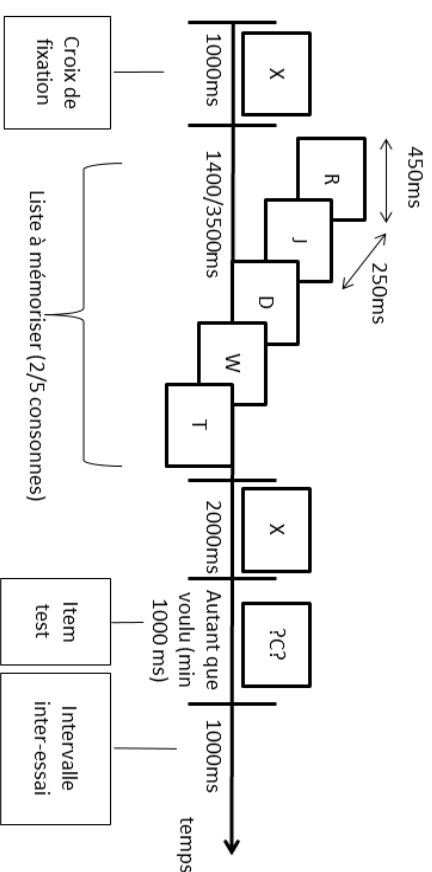 450ms
250ms
X
R
J
D
W
T
X
?C?
1000ms
1400/3500ms
2000ms
Autant que
voulu (min
1000 ms)
1000ms
temps
Croix de
fixation
Liste à mémoriser (2/5 consonnes)
Item
test
Intervalle
inter-essai